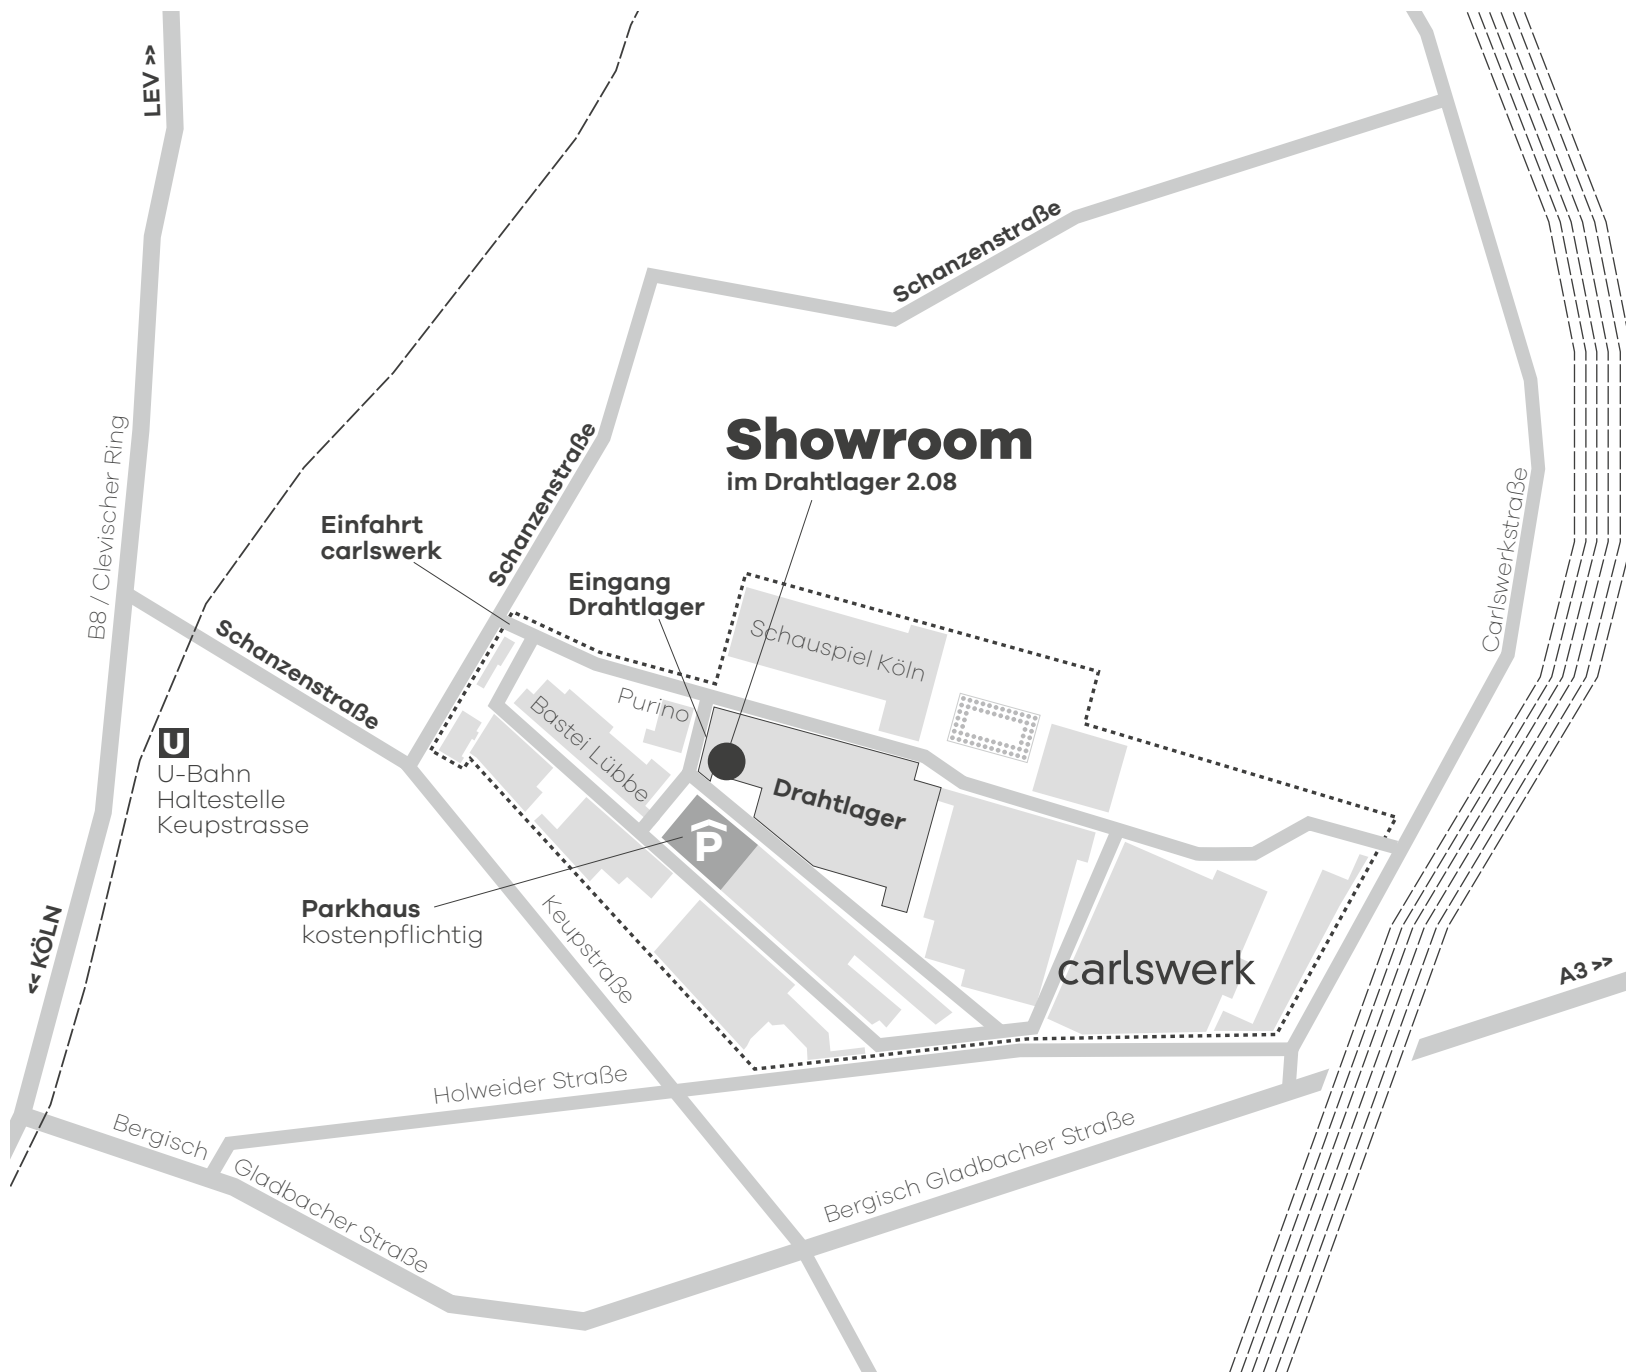 LEV >>
Schanzenstraße
B8 / Clevischer Ring
Schanzenstraße
Showroom
im Drahtlager 2.08
Einfahrt
carlswerk
Eingang
Drahtlager
Carlswerkstraße
Schanzenstraße
Schauspiel Köln
Purino
Bastei Lübbe
U
U-Bahn
Haltestelle
Keupstrasse
Drahtlager
P
Parkhaus
kostenpflichtig
Keupstraße
<< KÖLN
carlswerk
A3 >>
Holweider Straße
Bergisch
Gladbacher Straße
Bergisch Gladbacher Straße